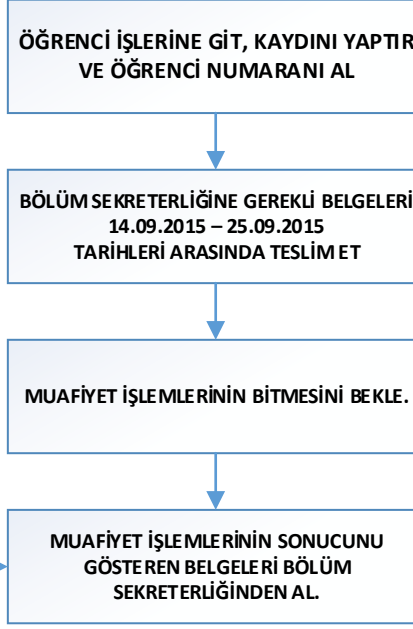 ÖĞRENCİ İŞLERİNE GİT, KAYDINI YAPTIR
VE ÖĞRENCİ NUMARANI AL
BÖLÜM SEKRETERLİĞİNE GEREKLİ BELGELERİ
14.09.2015 – 25.09.2015
TARİHLERİ ARASINDA TESLİM ET
MUAFİYET İŞLEMLERİNİN BİTMESİNİ BEKLE.
MUAFİYET İŞLEMLERİNİN SONUCUNU
GÖSTEREN BELGELERİ BÖLÜM
SEKRETERLİĞİNDEN AL.